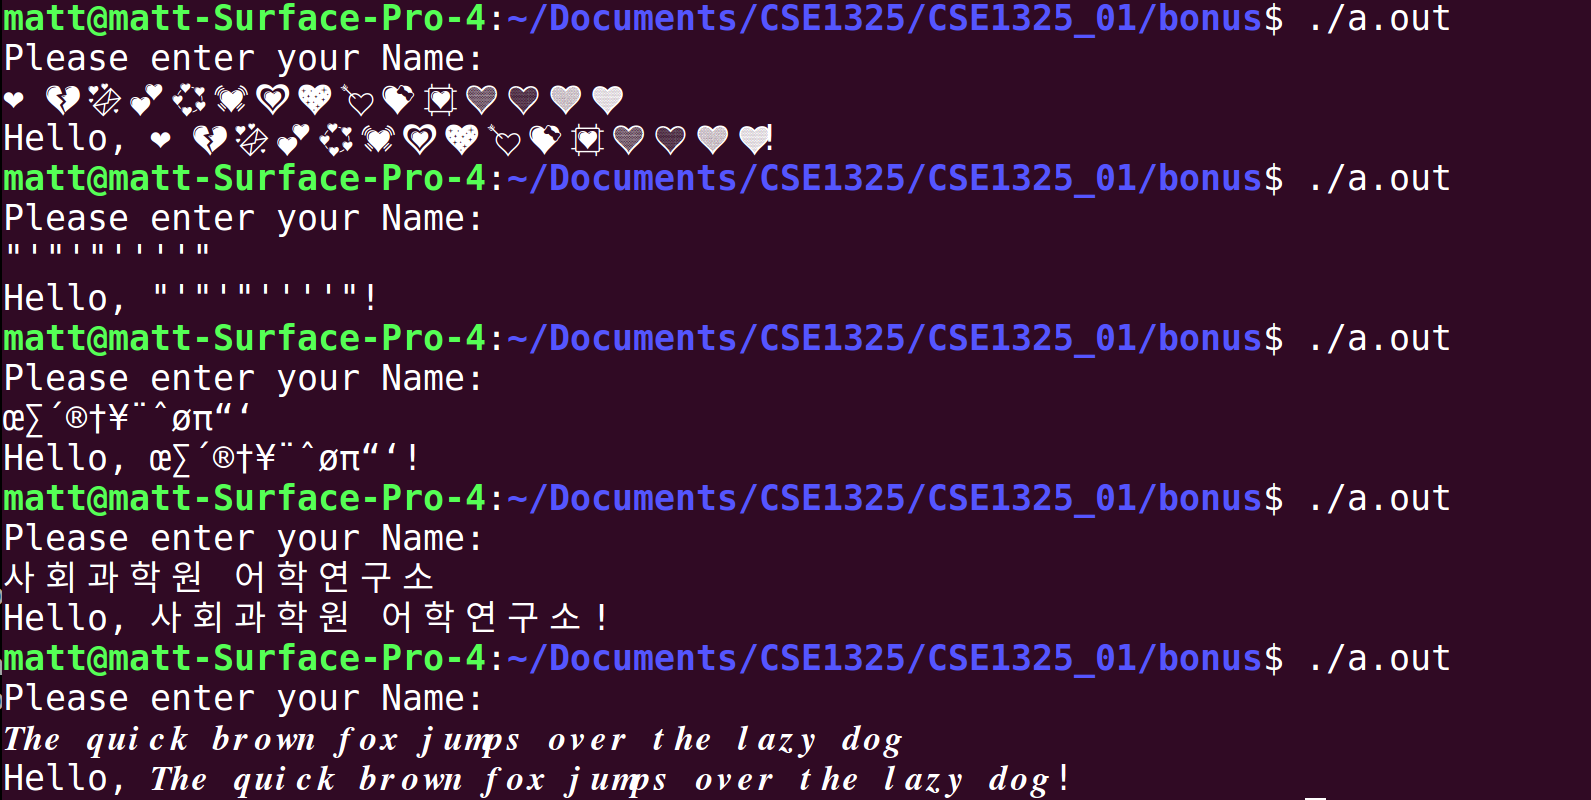 matt@matt-Surface-Pro-4:~/Documents/CSE1325/CSE1325_01/bonus$ ./a.out
Please enter your Name:
❤ 💔💌💕💞💓💗💖💘💝💟💜💛💚💙
Hello, ❤ 💔💌💕💞💓💗💖💘💝💟💜💛💚💙!
matt@matt-Surface-Pro-4:~/Documents/CSE1325/CSE1325_01/bonus$ ./a.out
Please enter your Name:
"'"'"''''"
Hello, "'"'"''''"!
matt@matt-Surface-Pro-4:~/Documents/CSE1325/CSE1325_01/bonus$ ./a.out
Please enter your Name:
œ∑´®†¥¨ˆøπ“‘
Hello, œ∑´®†¥¨ˆøπ“‘!
matt@matt-Surface-Pro-4:~/Documents/CSE1325/CSE1325_01/bonus$ ./a.out
Please enter your Name:
사회과학원 어학연구소
Hello, 사회과학원 어학연구소!
matt@matt-Surface-Pro-4:~/Documents/CSE1325/CSE1325_01/bonus$ ./a.out
Please enter your Name:
𝑻𝒉𝒆 𝒒𝒖𝒊𝒄𝒌 𝒃𝒓𝒐𝒘𝒏 𝒇𝒐𝒙 𝒋𝒖𝒎𝒑𝒔 𝒐𝒗𝒆𝒓 𝒕𝒉𝒆 𝒍𝒂𝒛𝒚 𝒅𝒐𝒈
Hello, 𝑻𝒉𝒆 𝒒𝒖𝒊𝒄𝒌 𝒃𝒓𝒐𝒘𝒏 𝒇𝒐𝒙 𝒋𝒖𝒎𝒑𝒔 𝒐𝒗𝒆𝒓 𝒕𝒉𝒆 𝒍𝒂𝒛𝒚 𝒅𝒐𝒈!